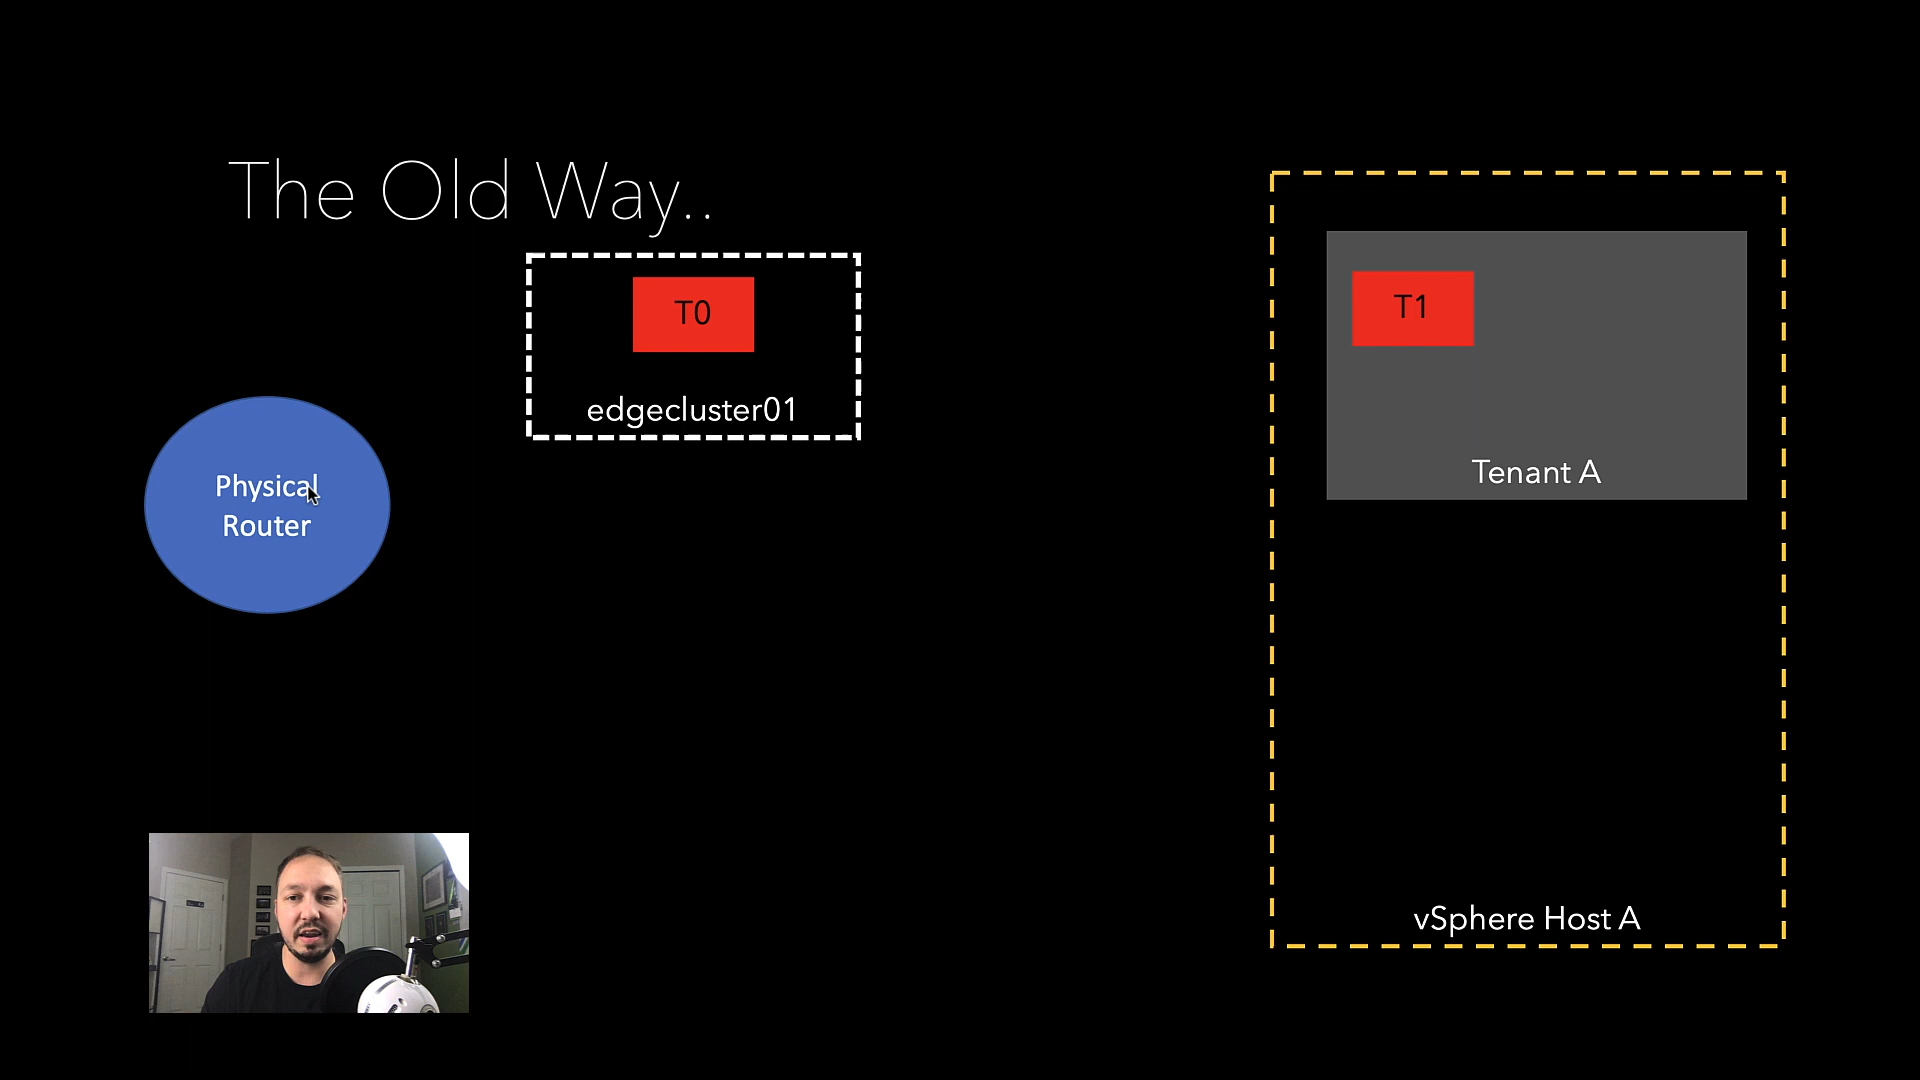 The Old Way..
T0
edgecluster01
Physical
Router
T1
Tenant A
vSphere Host A